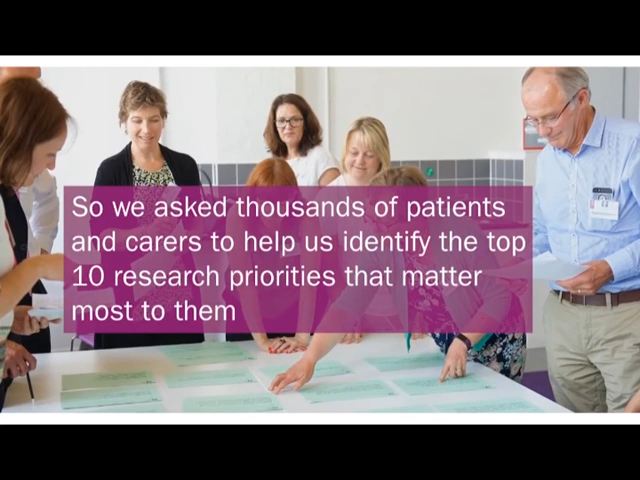 So we asked thousands of patients
and carers to help us identify the top
10 research priorities that matter
most to them